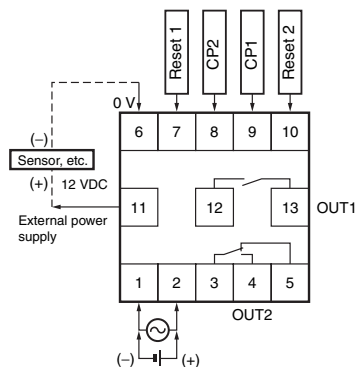 Reset 1
CP2
CP1
Reset 2
0 V
6 7 8 9 10
(−)
Sensor, etc.
(+) 12 VDC
11 12 13 OUT1
External power
supply
1 2 3 4 5
OUT2
(−) (+)